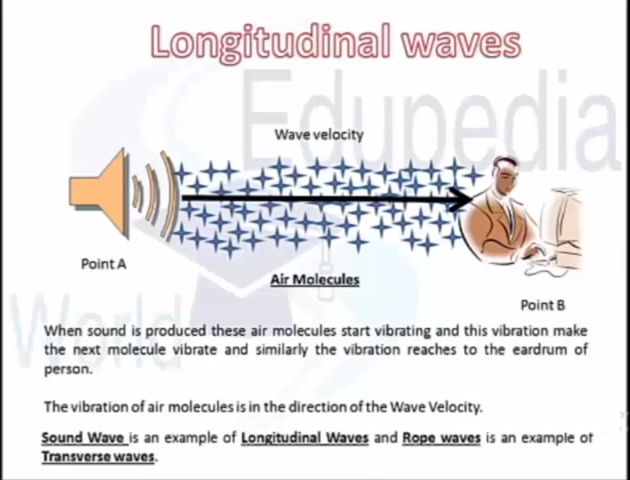 Longitudinal waves
Edupedia
World
Wave velocity
Point A
Air Molecules
Point B
When sound is produced these air molecules start vibrating and this vibration make
the next molecule vibrate and similarly the vibration reaches to the eardrum of
person.
The vibration of air molecules is in the direction of the Wave Velocity.
Sound Wave is an example of Longitudinal Waves and Rope waves is an example of
Transverse waves.